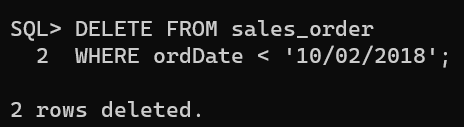 SQL> DELETE FROM sales_order
  2  WHERE ordDate < '10/02/2018';
2 rows deleted.